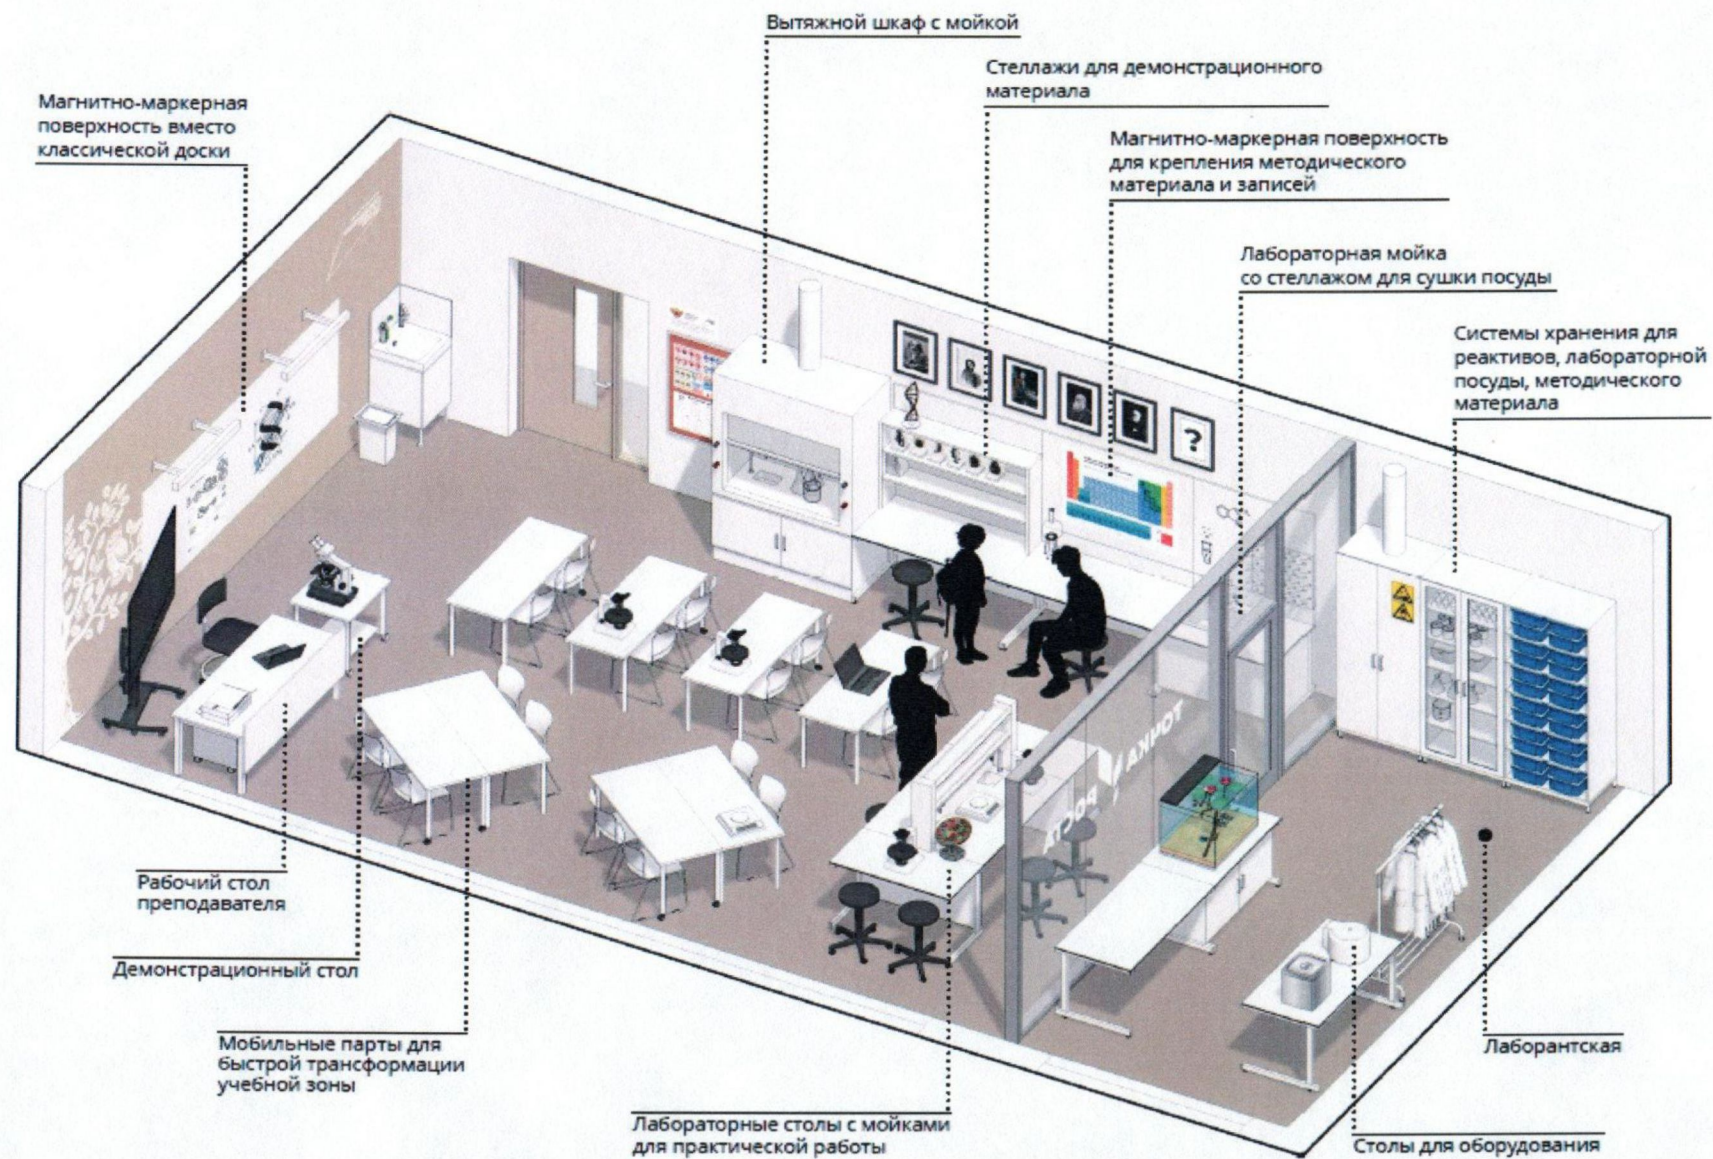 Вытяжной шкаф с мойкой
Стеллажи для демонстрационного
материала
Магнитно-маркерная
поверхность вместо
классической доски
Магнитно-маркерная поверхность
для крепления методического
материала и записей
Лабораторная мойка
со стеллажом для сушки посуды
Системы хранения для
реактивов, лабораторной
посуды, методического
материала
?
ТОЧКА
РОСТА
Рабочий стол
преподавателя
Демонстрационный стол
Мобильные парты для
быстрой трансформации
учебной зоны
Лабораторные столы с мойками
для практической работы
Лаборантская
Столы для оборудования